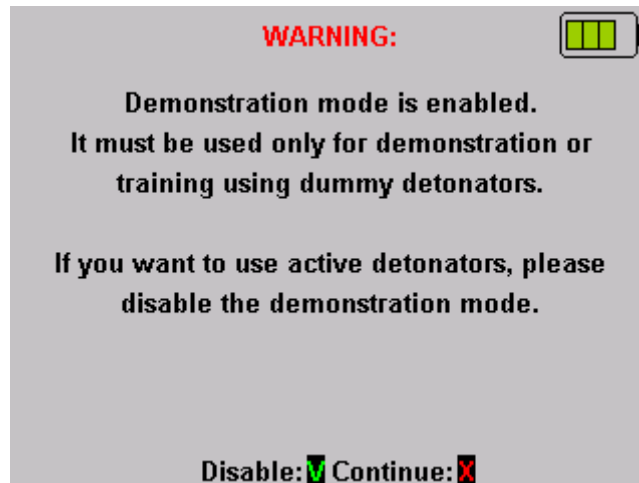 WARNING:
Demonstration mode is enabled.
It must be used only for demonstration or
training using dummy detonators.
If you want to use active detonators, please
disable the demonstration mode.
Disable: V Continue: X